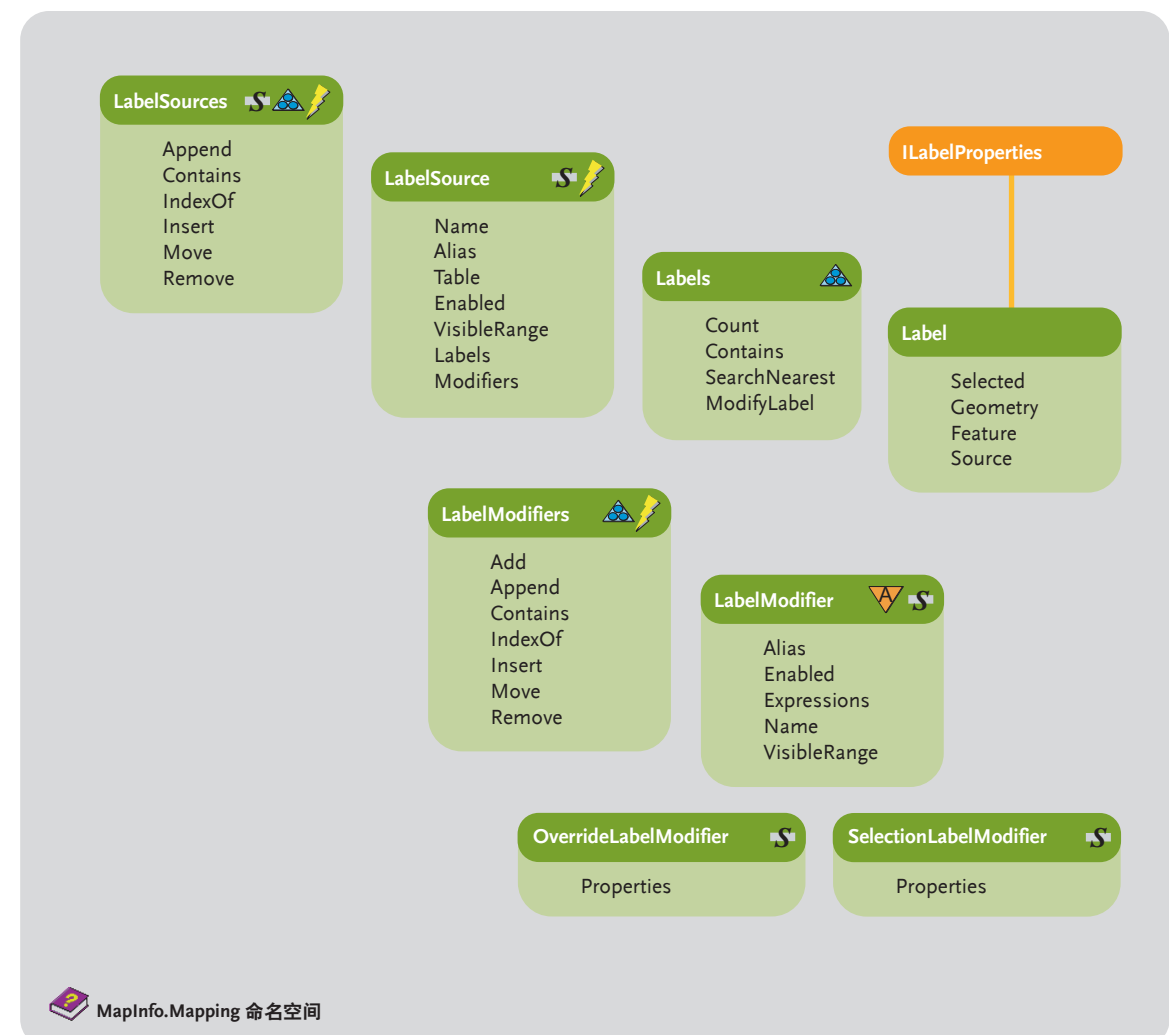 LabelSources S
Append
Contains
IndexOf
Insert
Move
Remove
LabelSource S
Name
Alias
Table
Enabled
VisibleRange
Labels
Modifiers
Labels
Count
Contains
SearchNearest
ModifyLabel
ILabelProperties
Label
Selected
Geometry
Feature
Source
LabelModifiers
Add
Append
Contains
IndexOf
Insert
Move
Remove
LabelModifier A S
Alias
Enabled
Expressions
Name
VisibleRange
OverrideLabelModifier S
Properties
SelectionLabelModifier S
Properties
? MapInfo.Mapping 命名空间